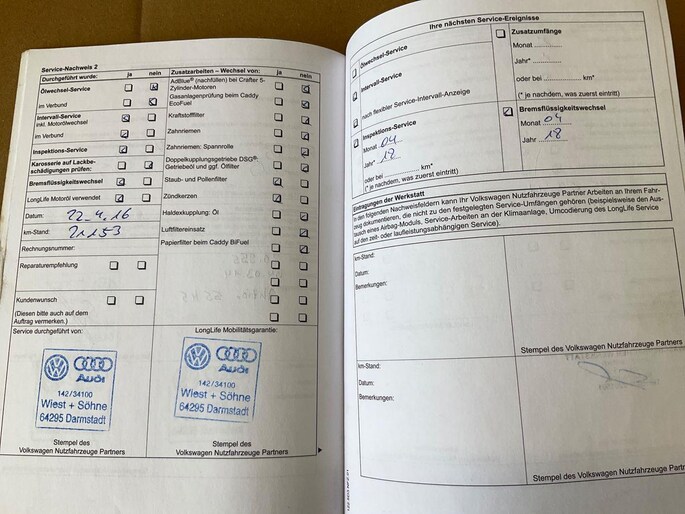 Service-Nachweis 2
Durchgeführt wurde: ja nein
Ölwechsel-Service
im Verbund
Intervall-Service
inkl. Motorölwechsel
im Verbund
Inspektions-Service
Karosserie auf Lackbe-
schädigungen prüfen:
Bremsflüssigkeitswechsel
LongLife Motoröl verwendet
Datum: 22.4.16
km-Stand: 21153
Rechnungsnummer:
Reparaturempfehlung
Kundenwunsch
(Diesen bitte auch auf dem
Auftrag vermerken.)
Service durchgeführt von:
Audi
142/34100
Wiest + Söhne
64295 Darmstadt
Stempel des
Volkswagen Nutzfahrzeuge Partners
Zusatzarbeiten – Wechsel von: ja nein
AdBlue® (nachfüllen) bei Crafter 5-
Zylinder-Motoren
Gasanlagenprüfung beim Caddy
EcoFuel
Kraftstofffilter
Zahnriemen
Zahnriemen: Spannrolle
Doppelkupplungsgetriebe DSG®:
Getriebeöl und ggf. Ölfilter
Staub- und Pollenfilter
Zündkerzen
Haldexkupplung: Öl
Luftfiltereinsatz
Papierfilter beim Caddy BiFuel
LongLife Mobilitätsgarantie:
Audi
142/34100
Wiest + Söhne
64295 Darmstadt
Stempel des
Volkswagen Nutzfahrzeuge Partners
Ihre nächsten Service-Ereignisse
Ölwechsel-Service
Intervall-Service
nach flexibler Service-Intervall-Anzeige
Inspektions-Service
Monat 04
Jahr* 18
oder bei km*
(* je nachdem, was zuerst eintritt)
Zusatzumfänge
Monat
Jahr*
oder bei km*
(* je nachdem, was zuerst eintritt)
Bremsflüssigkeitswechsel
Monat 04
Jahr 18
Eintragungen der Werkstatt
In den folgenden Nachweisfeldern kann Ihr Volkswagen Nutzfahrzeuge Partner Arbeiten an Ihrem Fahr-
zeug dokumentieren, die nicht zu den festgelegten Service-Umfängen gehören (beispielsweise den Aus-
tausch eines Airbag-Moduls, Service-Arbeiten an der Klimaanlage, Umcodierung des LongLife Service
auf den zeit- oder laufleistungsabhängigen Service).
km-Stand:
Datum:
Bemerkungen:
Stempel des Volkswagen Nutzfahrzeuge Partners
km-Stand:
Datum:
Bemerkungen:
Stempel des Volkswagen Nutzfahrzeuge Partners